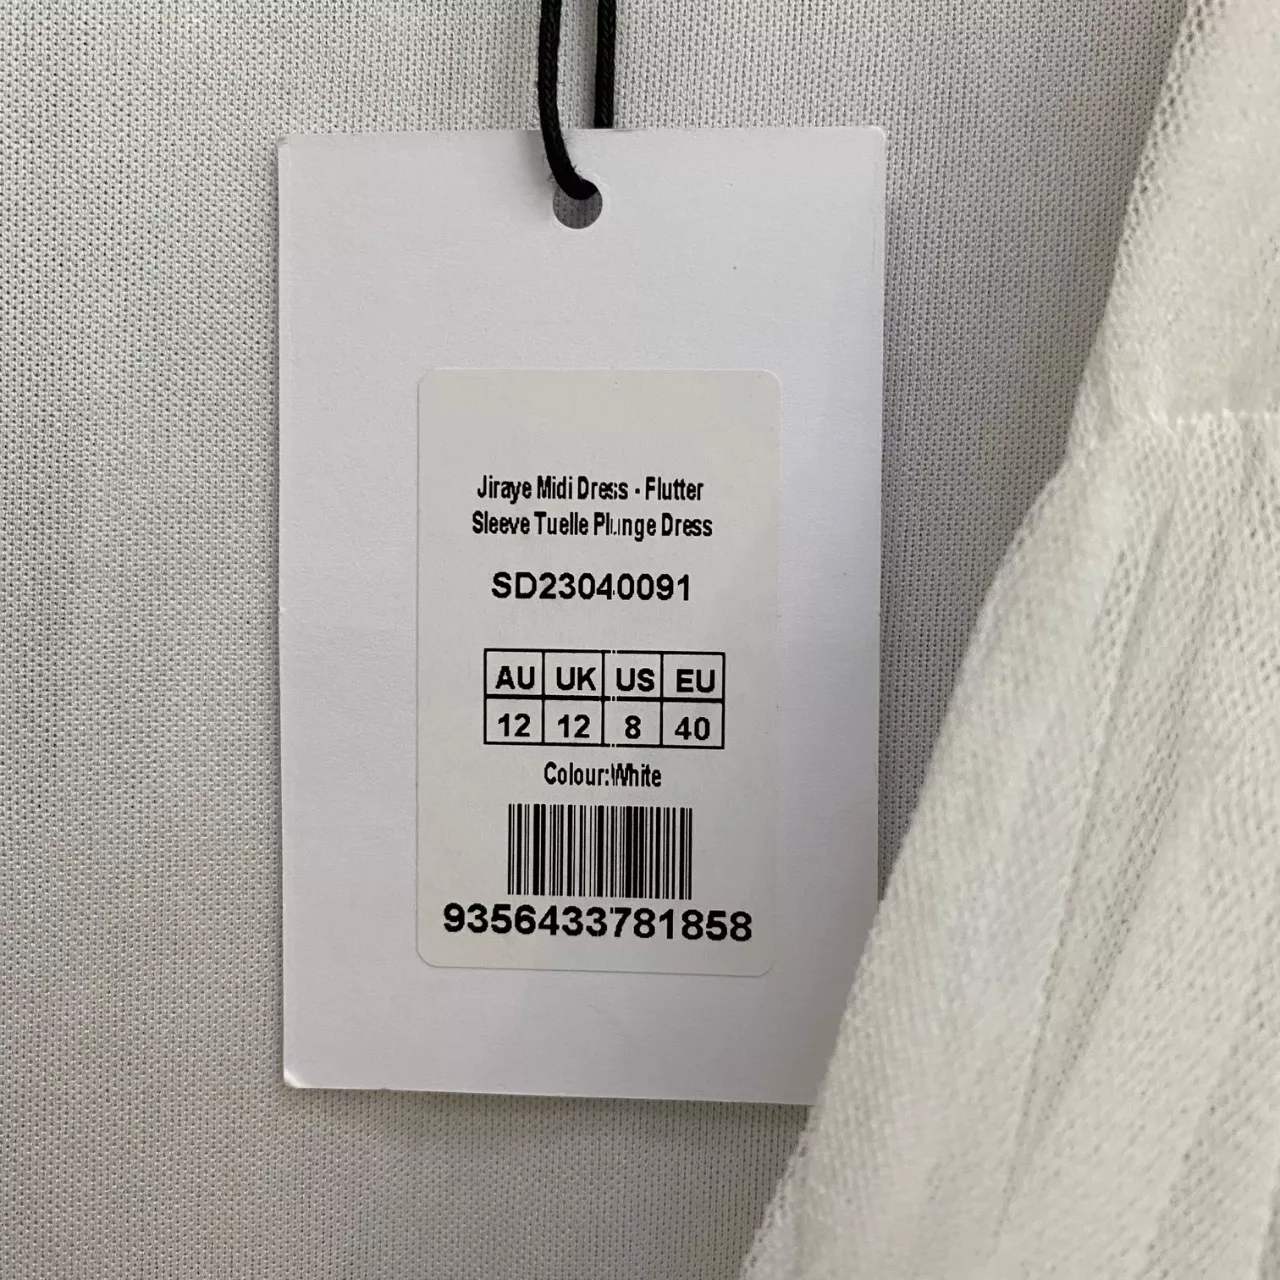 Jiraye Midi Dress - Flutter
Sleeve Tuelle Plunge Dress
SD23040091
AU UK US EU
12 12 8 40
Colour:White
9356433781858